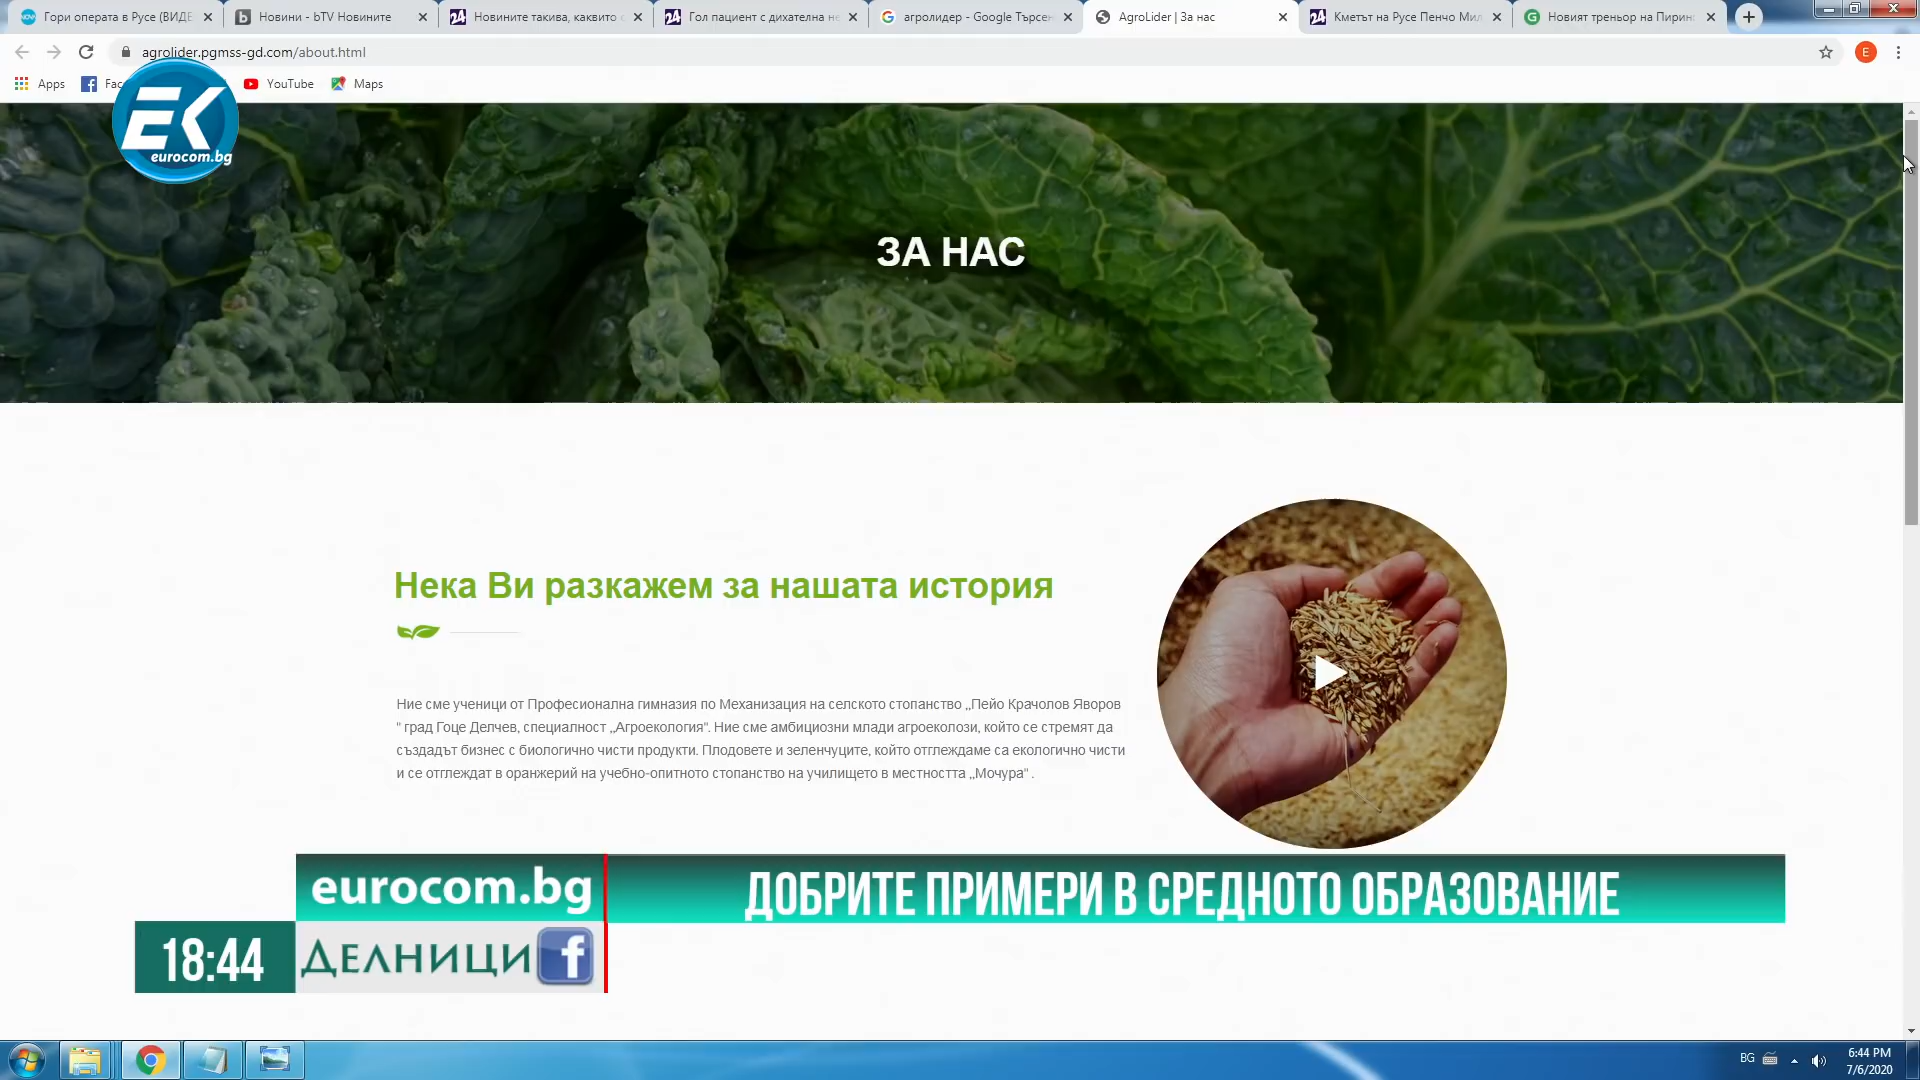 Гори операта в Русе (ВИДЕ
Новини - bTV Новините
Новините такива, каквито с
Гол пациент с дихателна не
агролидер - Google Търсен
AgroLider | За нас
Кметът на Русе Пенчо Мил
Новият треньор на Пирин:
agrolider.pgmss-gd.com/about.html
E
Apps
Fac
YouTube
Maps
EK
eurocom.bg
ЗА НАС
Нека Ви разкажем за нашата история
Ние сме ученици от Професионална гимназия по Механизация на селското стопанство „Пейо Крачолов Яворов
" град Гоце Делчев, специалност „Агроекология". Ние сме амбициозни млади агроеколози, който се стремят да
създадът бизнес с биологично чисти продукти. Плодовете и зеленчуците, който отглеждаме са екологично чисти
и се отглеждат в оранжерий на учебно-опитното стопанство на училището в местността „Мочура" .
eurocom.bg
ДОБРИТЕ ПРИМЕРИ В СРЕДНОТО ОБРАЗОВАНИЕ
18:44
ДЕЛНИЦИ
f
BG
6:44 PM
7/6/2020